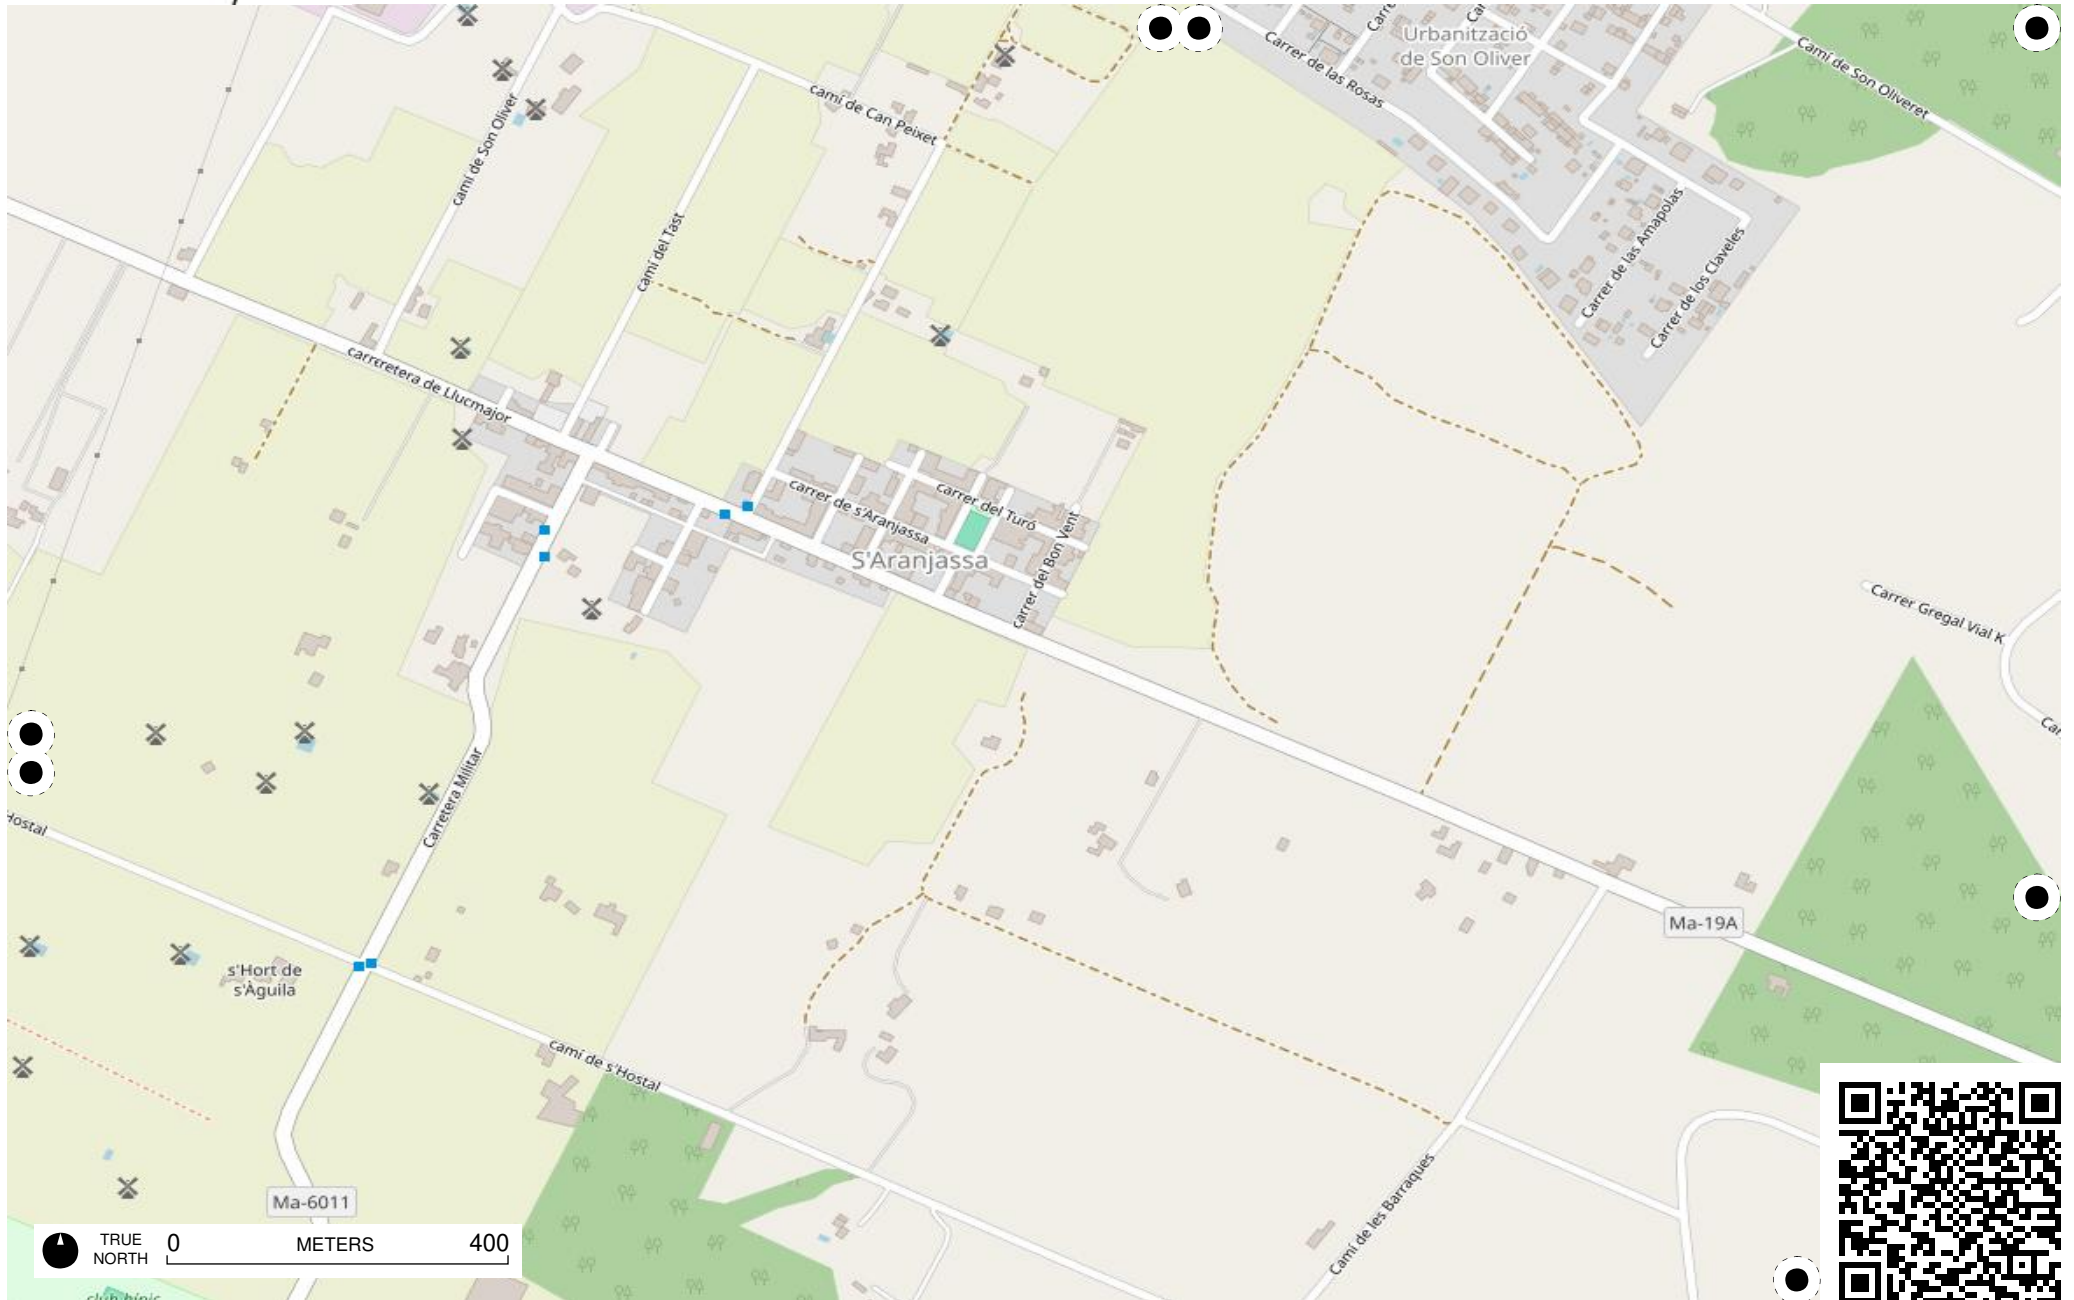 Urbanització
de Son Oliver
Carrer de las Rosas
Camí de Son Oliveret
camí de Can Peixet
camí de Son Oliver
camí del Tast
Carrer de las Amapolas
Carrer de los Claveles
carretera de Llucmajor
carrer de s'Aranjassa
carrer del Turó
S'Aranjassa
carrer del Bon Vent
Carrer Gregal Vial K
Carretera Militar
Hostal
Ma-19A
s'Hort de
s'Àguila
camí de s'Hostal
Camí de les Barraques
Ma-6011
TRUE
NORTH
0 METERS 400
club hípic